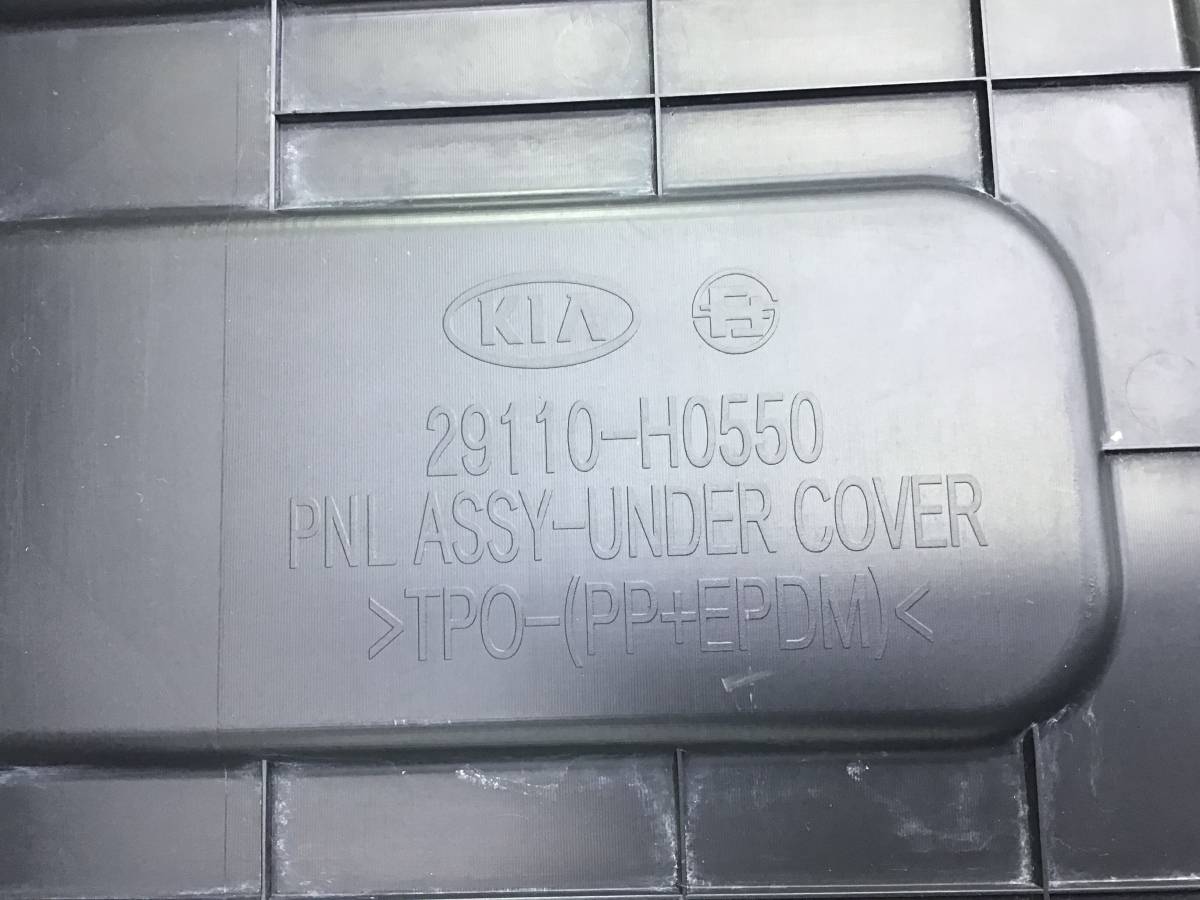 KIA
29110-H0550
PNL ASSY-UNDER COVER
>TPO-(PP+EPDM)<